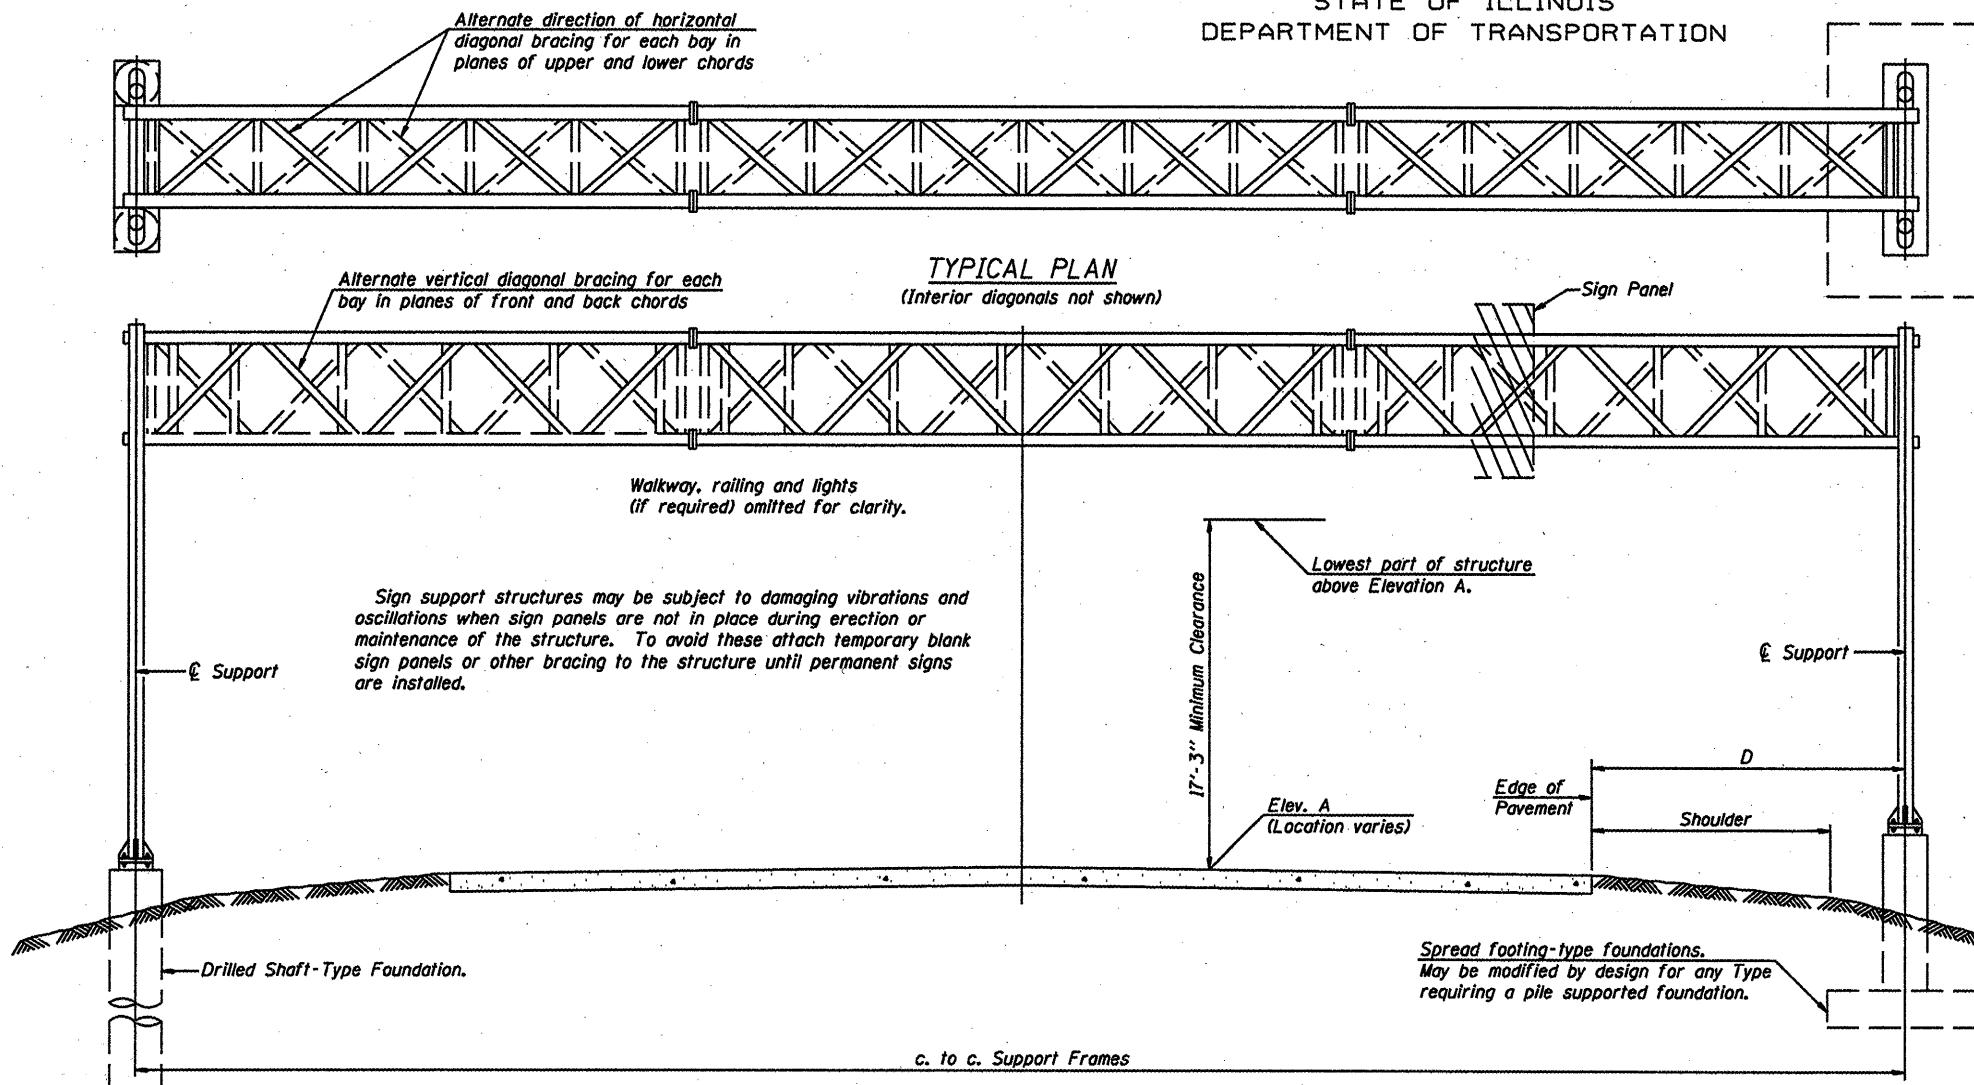 STATE OF ILLINOIS
DEPARTMENT OF TRANSPORTATION
Alternate direction of horizontal
diagonal bracing for each bay in
planes of upper and lower chords
TYPICAL PLAN
(Interior diagonals not shown)
Alternate vertical diagonal bracing for each
bay in planes of front and back chords
Sign Panel
Walkway, railing and lights
(if required) omitted for clarity.
Lowest part of structure
above Elevation A.
17'-3" Minimum Clearance
Sign support structures may be subject to damaging vibrations and
oscillations when sign panels are not in place during erection or
maintenance of the structure. To avoid these attach temporary blank
sign panels or other bracing to the structure until permanent signs
are installed.
℄ Support
℄ Support
D
Edge of
Pavement
Shoulder
Elev. A
(Location varies)
Drilled Shaft-Type Foundation.
Spread footing-type foundations.
May be modified by design for any Type
requiring a pile supported foundation.
c. to c. Support Frames